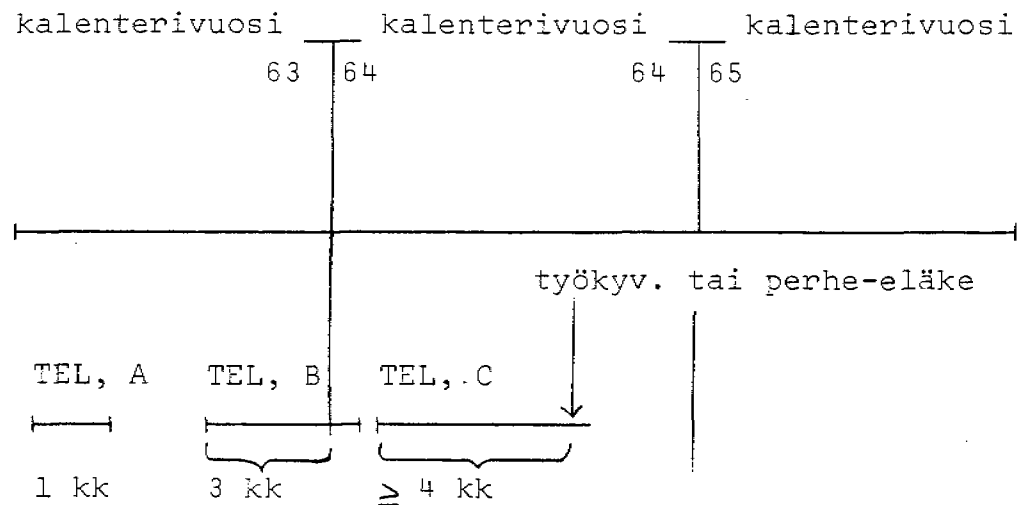 kalenterivuosi kalenterivuosi kalenterivuosi
63 64 64 65
työkyv. tai perhe-eläke
TEL, A TEL, B TEL, C
1 kk 3 kk ≥ 4 kk